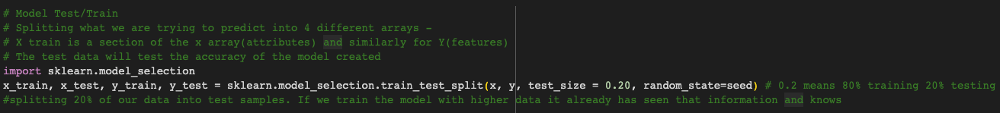 # Model Test/Train
# Splitting what we are trying to predict into 4 different arrays -
# X train is a section of the x array(attributes) and similarly for Y(features)
# The test data will test the accuracy of the model created
import sklearn.model_selection
x_train, x_test, y_train, y_test = sklearn.model_selection.train_test_split(x, y, test_size = 0.20, random_state=seed) # 0.2 means 80% training 20% testing
#splitting 20% of our data into test samples. If we train the model with higher data it already has seen that information and knows